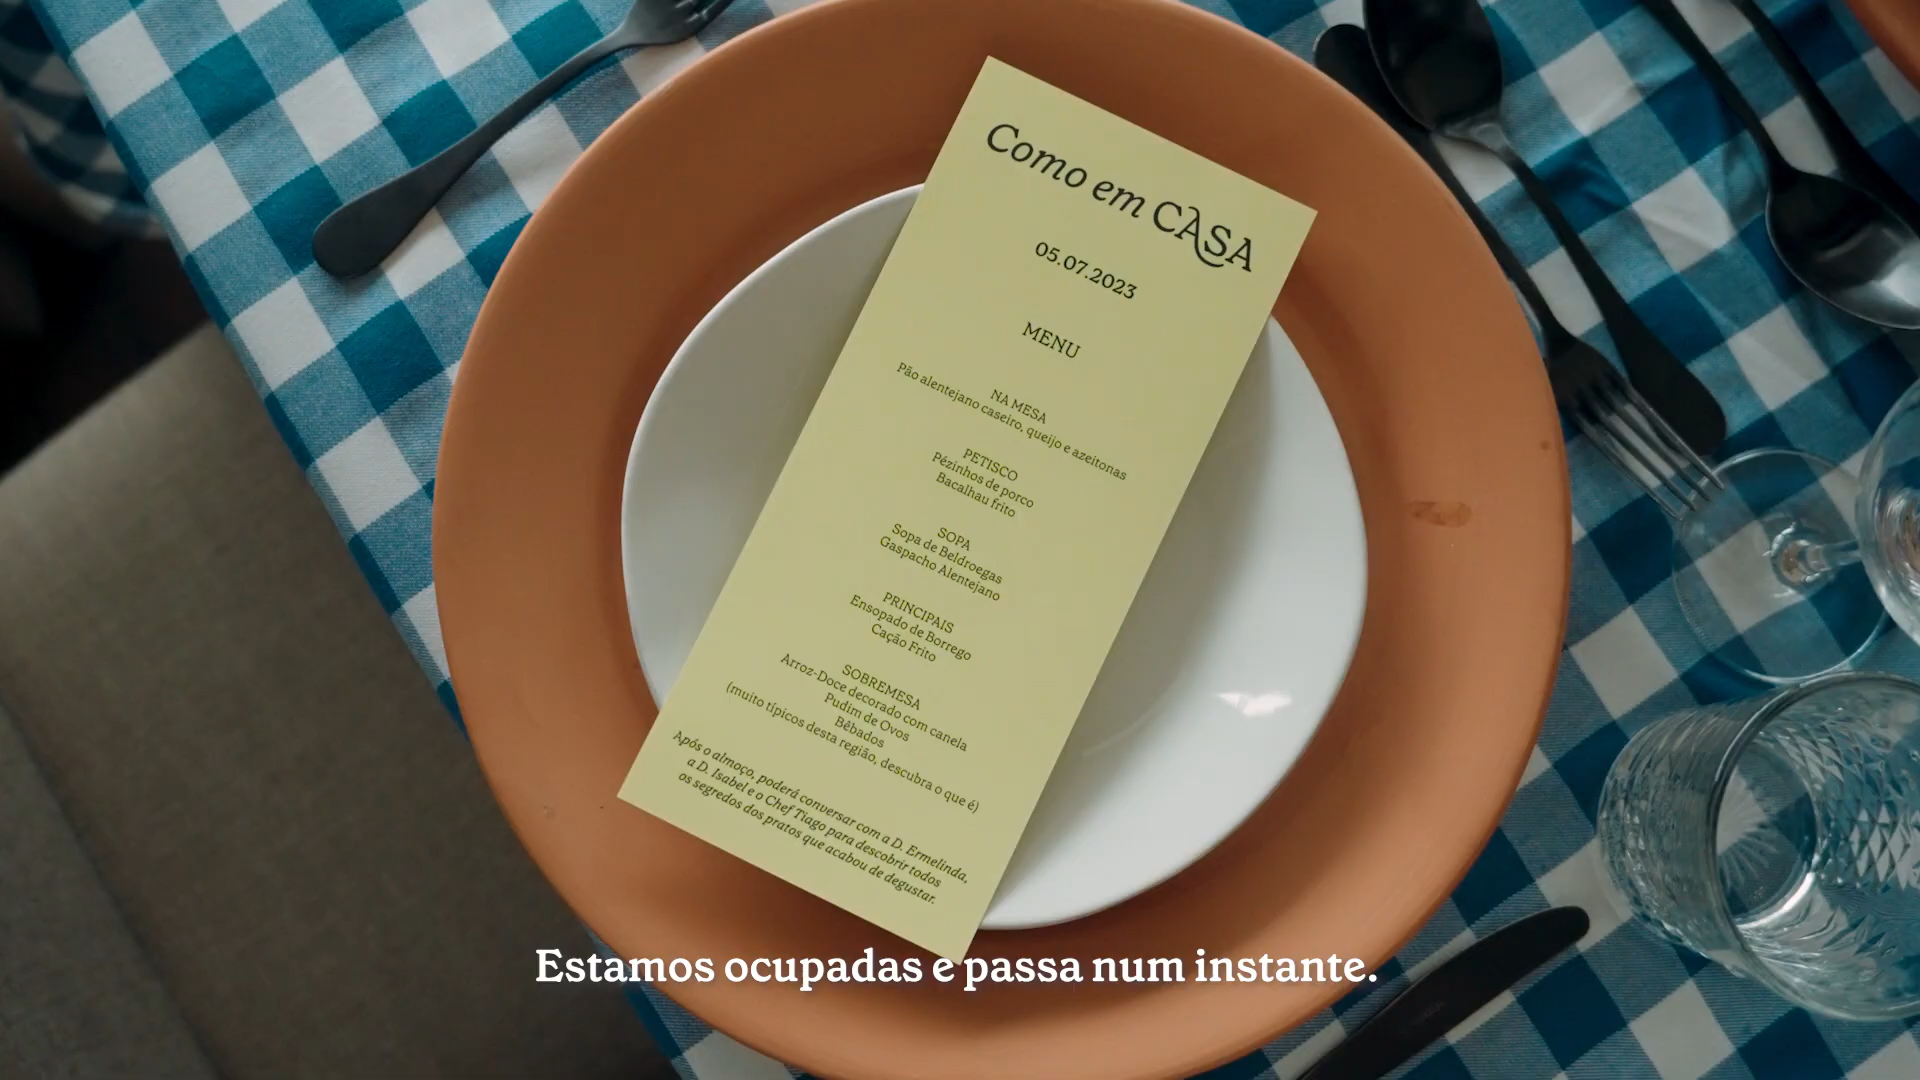 Como em CASA
05.07.2023
MENU
NA MESA
Pão alentejano caseiro, queijo e azeitonas
PETISCO
Pézinhos de porco
Bacalhau frito
SOPA
Sopa de Beldroegas
Gaspacho Alentejano
PRINCIPAIS
Ensopado de Borrego
Cação Frito
SOBREMESA
Arroz-Doce decorado com canela
Pudim de Ovos
Bêbados
(muito típicos desta região, descubra o que é)
Após o almoço, poderá conversar com a D. Ermelinda,
a D. Isabel e o Chef Tiago para descobrir todos
os segredos dos pratos que acabou de degustar.
Estamos ocupadas e passa num instante.